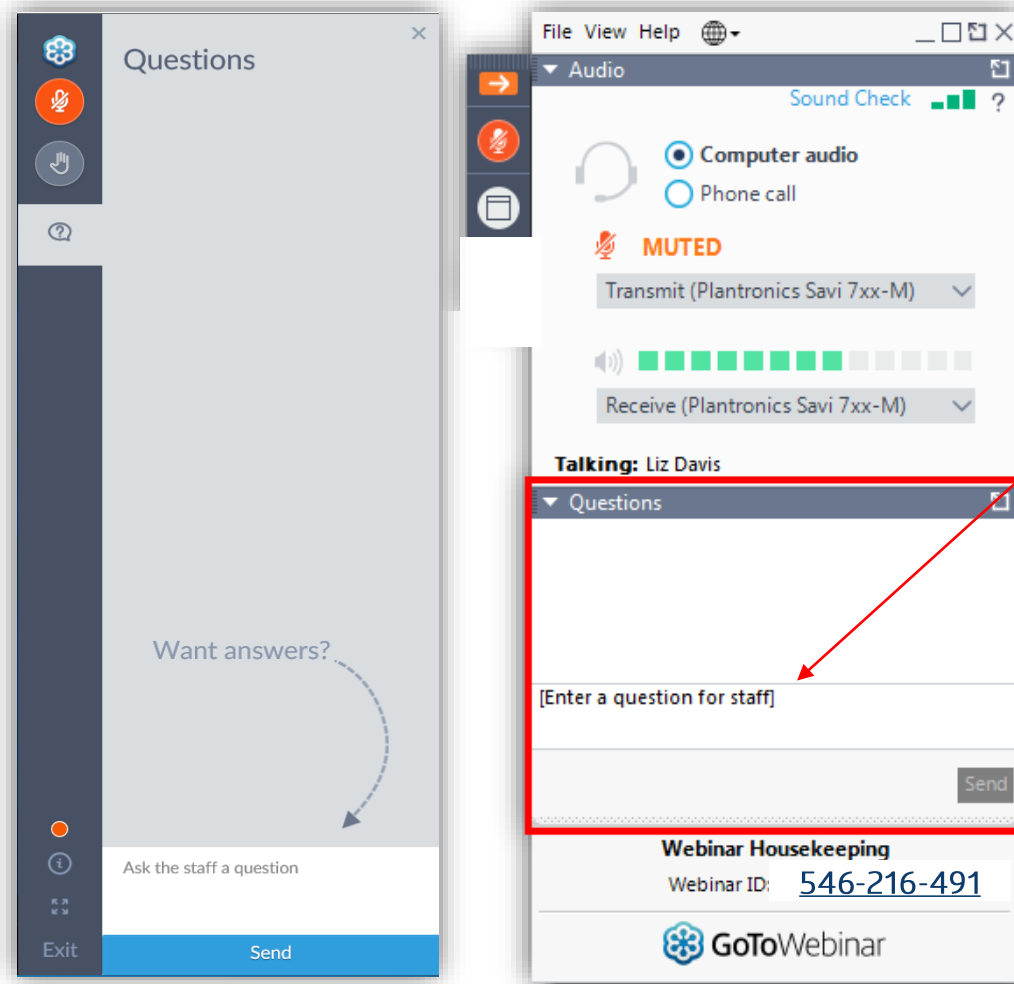 Questions
Want answers?
Ask the staff a question
Send
Exit
File View Help
Audio
Sound Check ?
Computer audio
Phone call
MUTED
Transmit (Plantronics Savi 7xx-M)
Receive (Plantronics Savi 7xx-M)
Talking: Liz Davis
Questions
[Enter a question for staff]
Send
Webinar Housekeeping
Webinar ID: 546-216-491
GoToWebinar